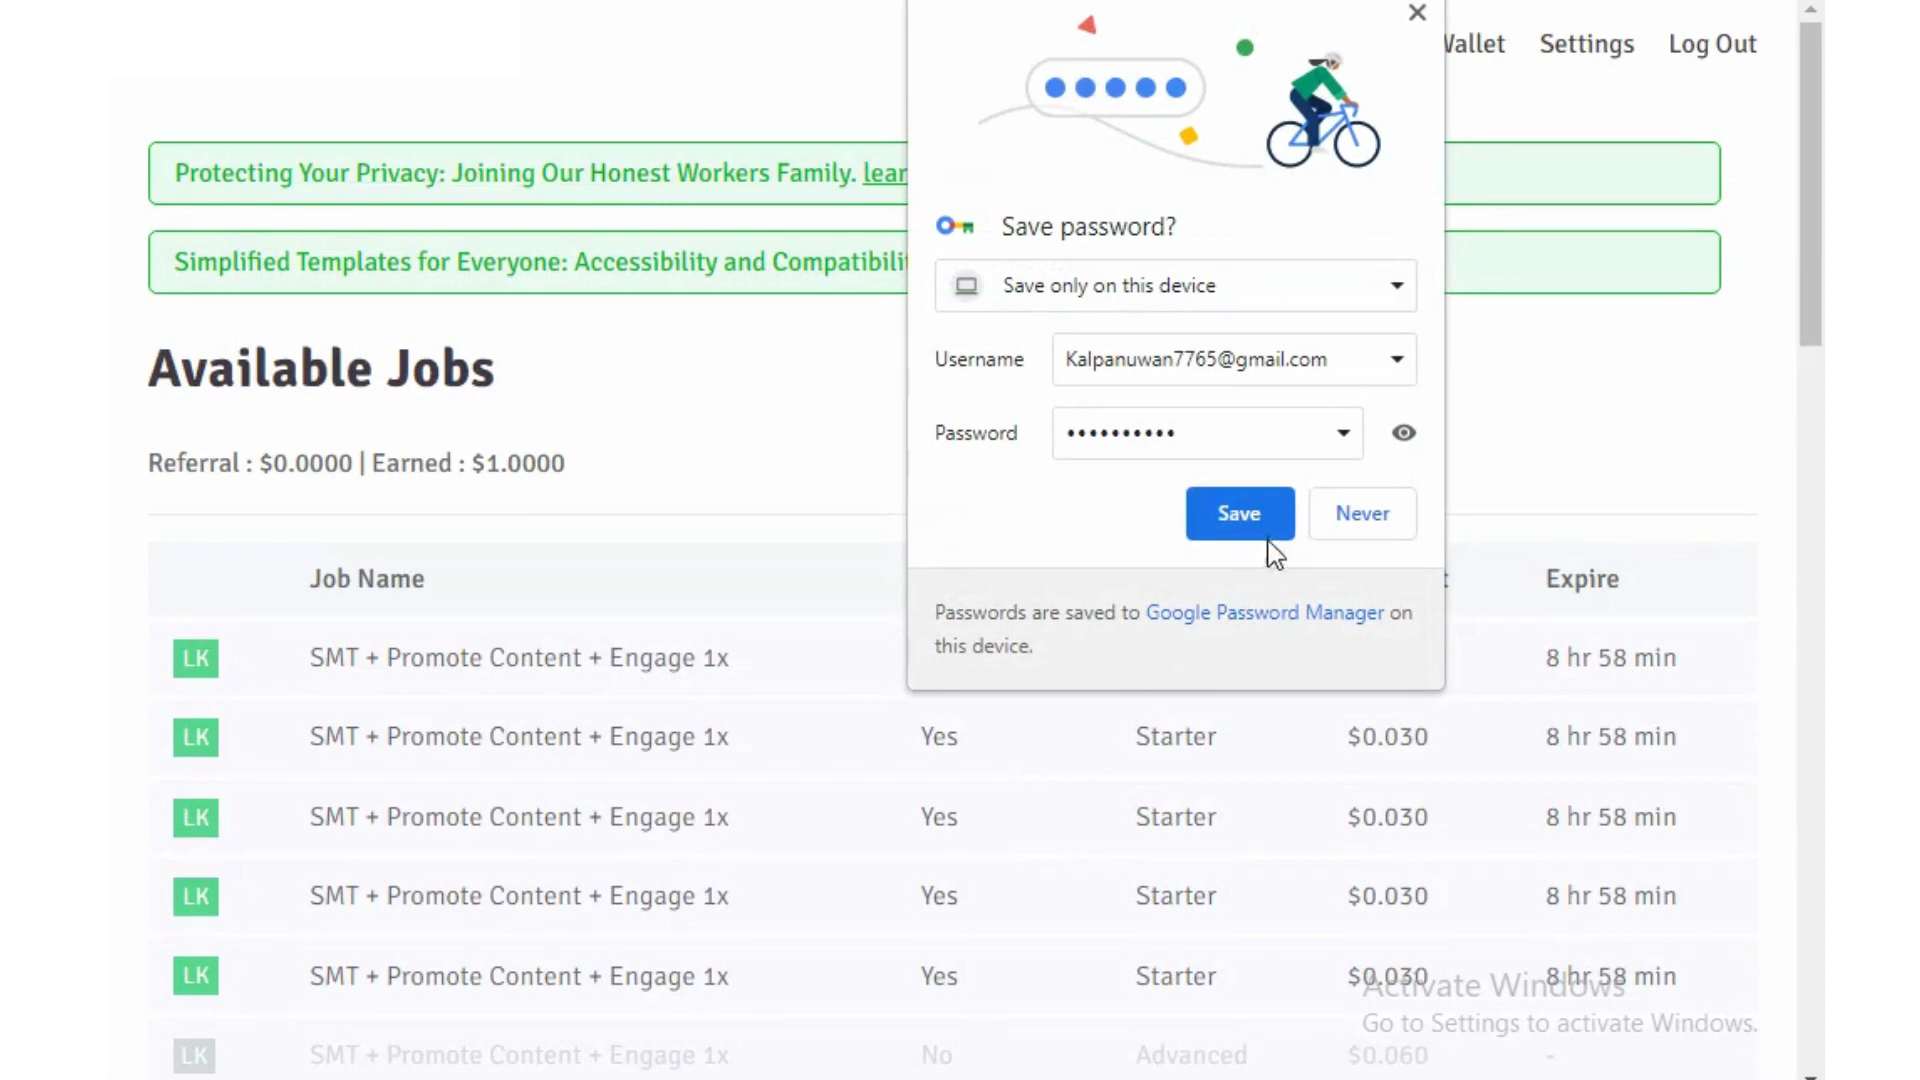 Wallet Settings Log Out
Protecting Your Privacy: Joining Our Honest Workers Family. lear
Simplified Templates for Everyone: Accessibility and Compatibili
Available Jobs
Referral : $0.0000 | Earned : $1.0000
Save password?
Save only on this device
Username Kalpanuwan7765@gmail.com
Password ••••••••••
Save Never
Passwords are saved to Google Password Manager on
this device.
Job Name t Expire
LK SMT + Promote Content + Engage 1x 8 hr 58 min
LK SMT + Promote Content + Engage 1x Yes Starter $0.030 8 hr 58 min
LK SMT + Promote Content + Engage 1x Yes Starter $0.030 8 hr 58 min
LK SMT + Promote Content + Engage 1x Yes Starter $0.030 8 hr 58 min
LK SMT + Promote Content + Engage 1x Yes Starter $0.030 8 hr 58 min
Activate Windows
Go to Settings to activate Windows.
LK SMT + Promote Content + Engage 1x No Advanced $0.060 -